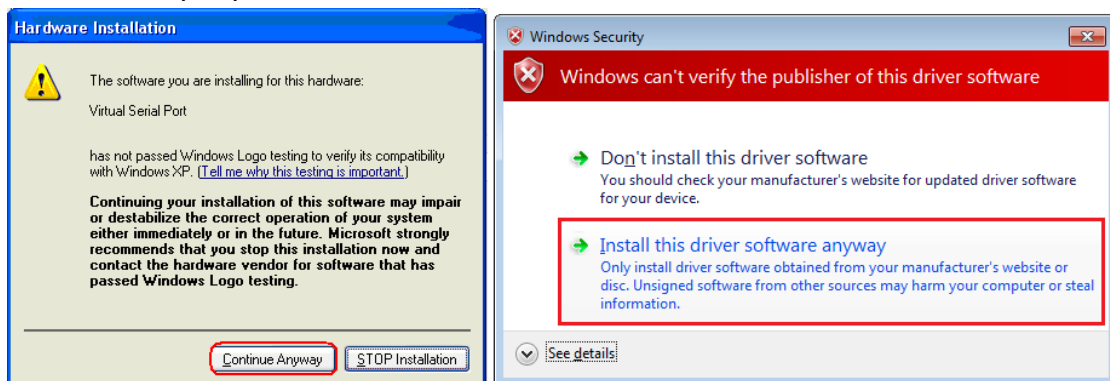 Hardware Installation
The software you are installing for this hardware:
Virtual Serial Port
has not passed Windows Logo testing to verify its compatibility
with Windows XP. (Tell me why this testing is important.)
Continuing your installation of this software may impair
or destabilize the correct operation of your system
either immediately or in the future. Microsoft strongly
recommends that you stop this installation now and
contact the hardware vendor for software that has
passed Windows Logo testing.
Continue Anyway
STOP Installation
Windows Security
Windows can't verify the publisher of this driver software
Don't install this driver software
You should check your manufacturer's website for updated driver software
for your device.
Install this driver software anyway
Only install driver software obtained from your manufacturer's website or
disc. Unsigned software from other sources may harm your computer or steal
information.
See details